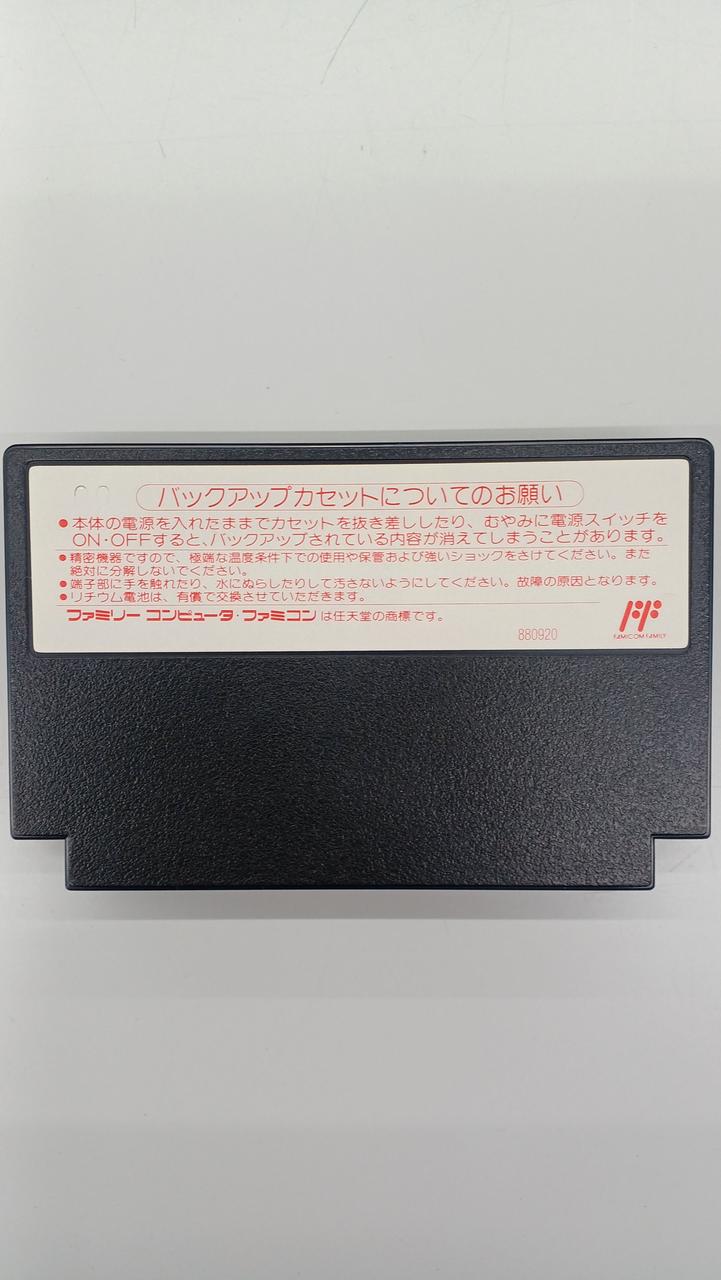 バックアップカセットについてのお願い
●本体の電源を入れたままでカセットを抜き差ししたり、むやみに電源スイッチを
ON・OFFすると、バックアップされている内容が消えてしまうことがあります。
●精密機器ですので、極端な温度条件下での使用や保管および強いショックをさけてください。また
絶対に分解しないでください。
●端子部に手を触れたり、水にぬらしたりして汚さないようにしてください。故障の原因となります。
●リチウム電池は、有償で交換させていただきます。
ファミリーコンピュータ・ファミコンは任天堂の商標です。
880920
FAMICOM FAMILY